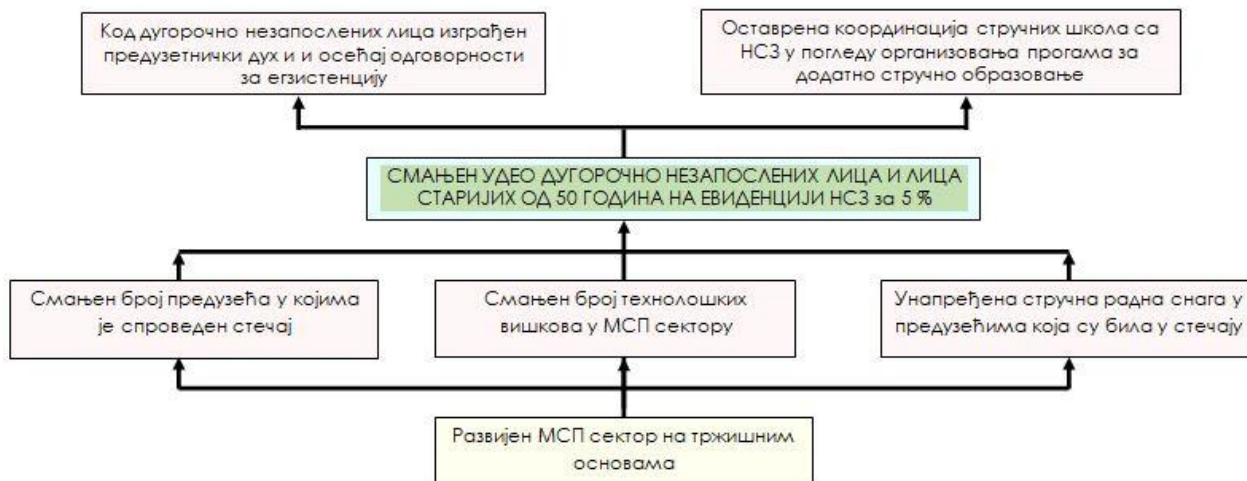 Код дугорочно незапослених лица изграђен
предузетнички дух и и осећај одговорности
за егзистенцију
Оставрена координација стручних школа са
НСЗ у погледу организовања прогама за
додатно стручно образовање
СМАЊЕН УДЕО ДУГОРОЧНО НЕЗАПОСЛЕНИХ ЛИЦА И ЛИЦА
СТАРИЈИХ ОД 50 ГОДИНА НА ЕВИДЕНЦИЈИ НСЗ за 5 %
Смањен број предузећа у којима
је спроведен стечај
Смањен број технолошких
вишкова у МСП сектору
Унапређена стручна радна снага у
предузећима која су била у стечају
Развијен МСП сектор на тржишним
основама